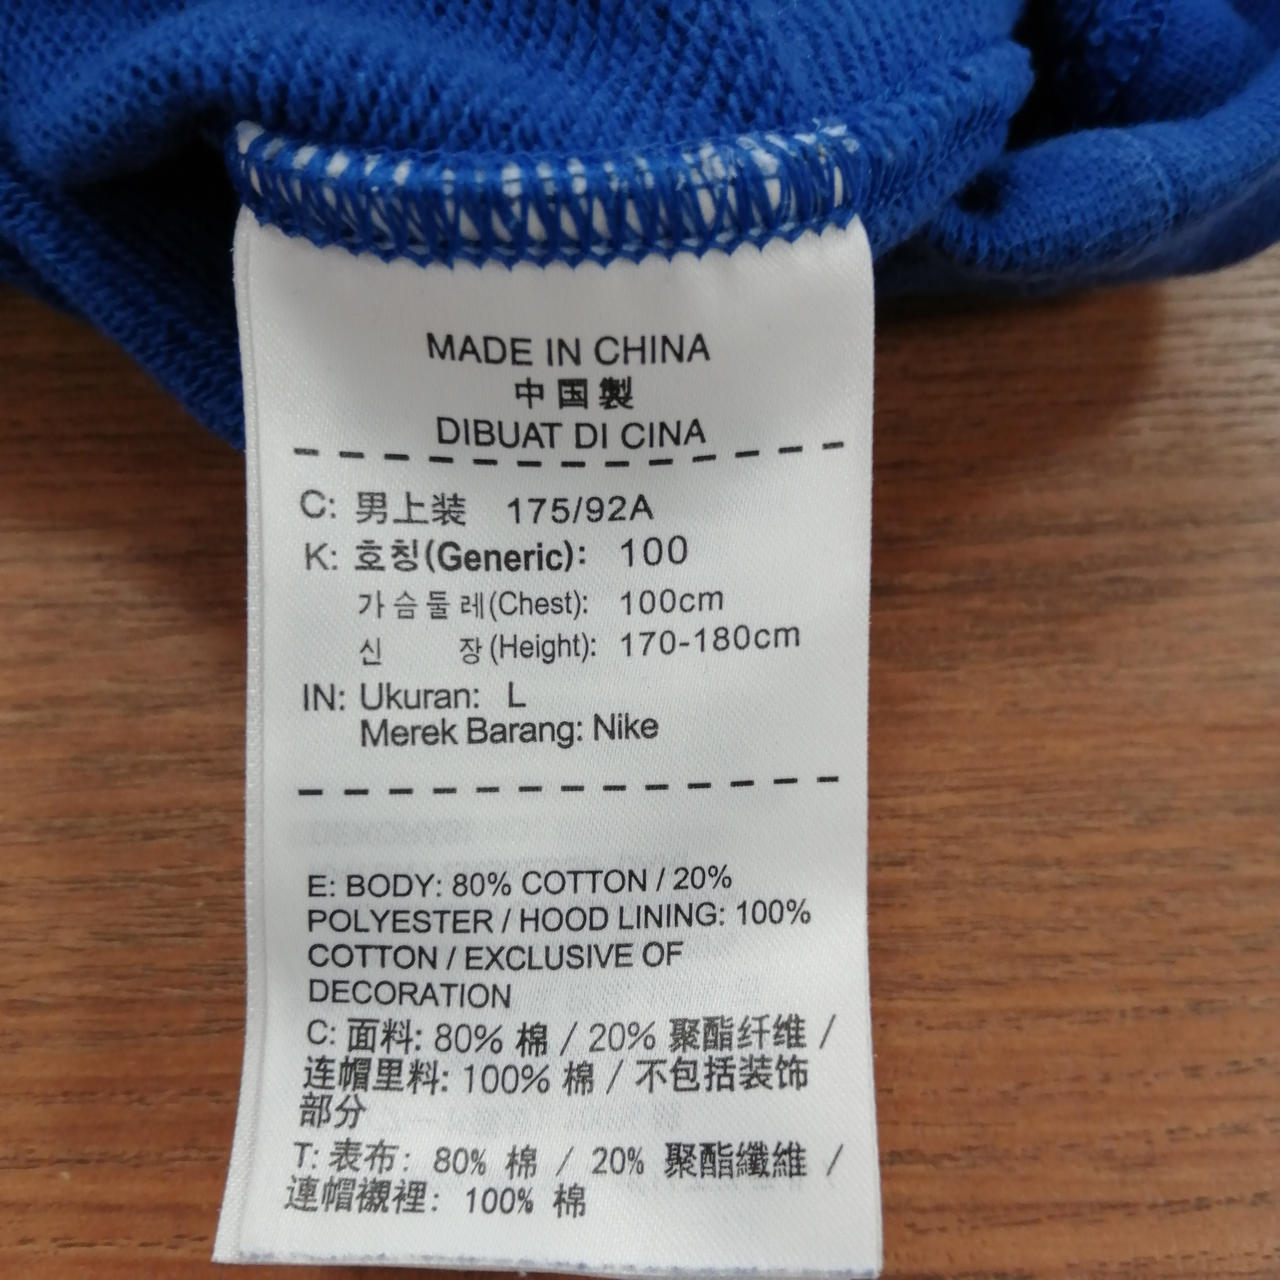 MADE IN CHINA
中国製
DIBUAT DI CINA
C: 男上装 175/92A
K: 호칭(Generic): 100
가슴둘레(Chest): 100cm
신 장(Height): 170-180cm
IN: Ukuran: L
Merek Barang: Nike
E: BODY: 80% COTTON / 20%
POLYESTER / HOOD LINING: 100%
COTTON / EXCLUSIVE OF
DECORATION
C: 面料: 80% 棉 / 20% 聚酯纤维 /
连帽里料: 100% 棉 / 不包括装饰
部分
T: 表布: 80% 棉 / 20% 聚酯纖維 /
連帽襯裡: 100% 棉